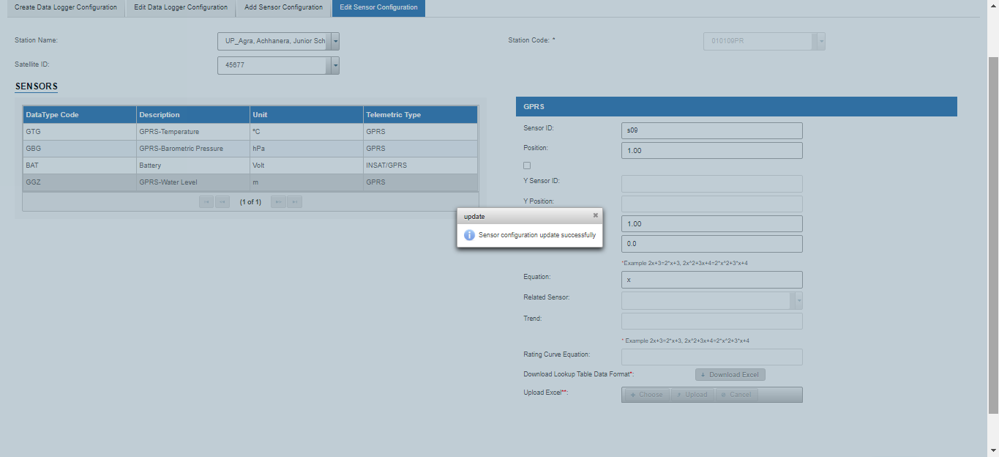 Create Data Logger Configuration
Edit Data Logger Configuration
Add Sensor Configuration
Edit Sensor Configuration
Station Name:
UP_Agra, Achhanera, Junior Sch
Station Code: *
010109PR
Satellite ID:
45677
SENSORS
DataType Code Description Unit Telemetric Type
GTG GPRS-Temperature °C GPRS
GBG GPRS-Barometric Pressure hPa GPRS
BAT Battery Volt INSAT/GPRS
GGZ GPRS-Water Level m GPRS
(1 of 1)
GPRS
Sensor ID:
s09
Position:
1.00
Y Sensor ID:
Y Position:
1.00
0.0
update
Sensor configuration update successfully
*Example 2x+3=2*x+3, 2x^2+3x+4=2*x^2+3*x+4
Equation:
x
Related Sensor:
Trend:
* Example 2x+3=2*x+3, 2x^2+3x+4=2*x^2+3*x+4
Rating Curve Equation:
Download Lookup Table Data Format*:
Download Excel
Upload Excel**:
Choose
Upload
Cancel